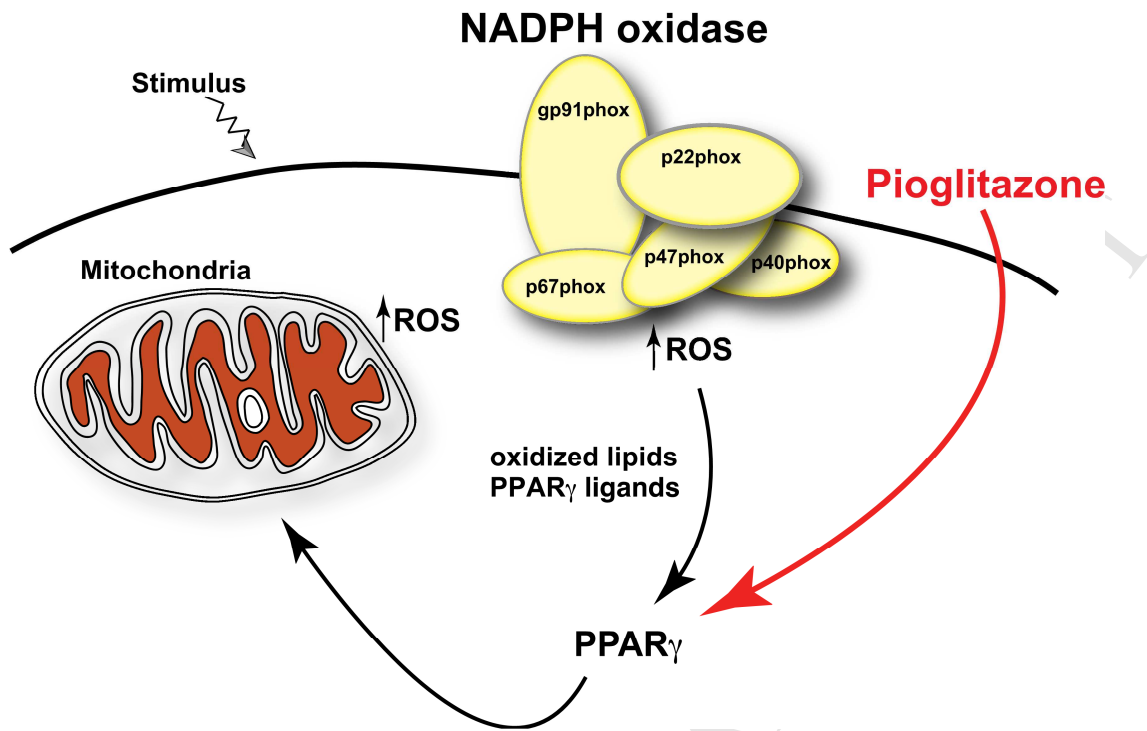 NADPH oxidase
Stimulus
gp91phox
p22phox
Pioglitazone
p47phox
p40phox
p67phox
Mitochondria
ROS
ROS
oxidized lipids
PPARγ ligands
PPARγ